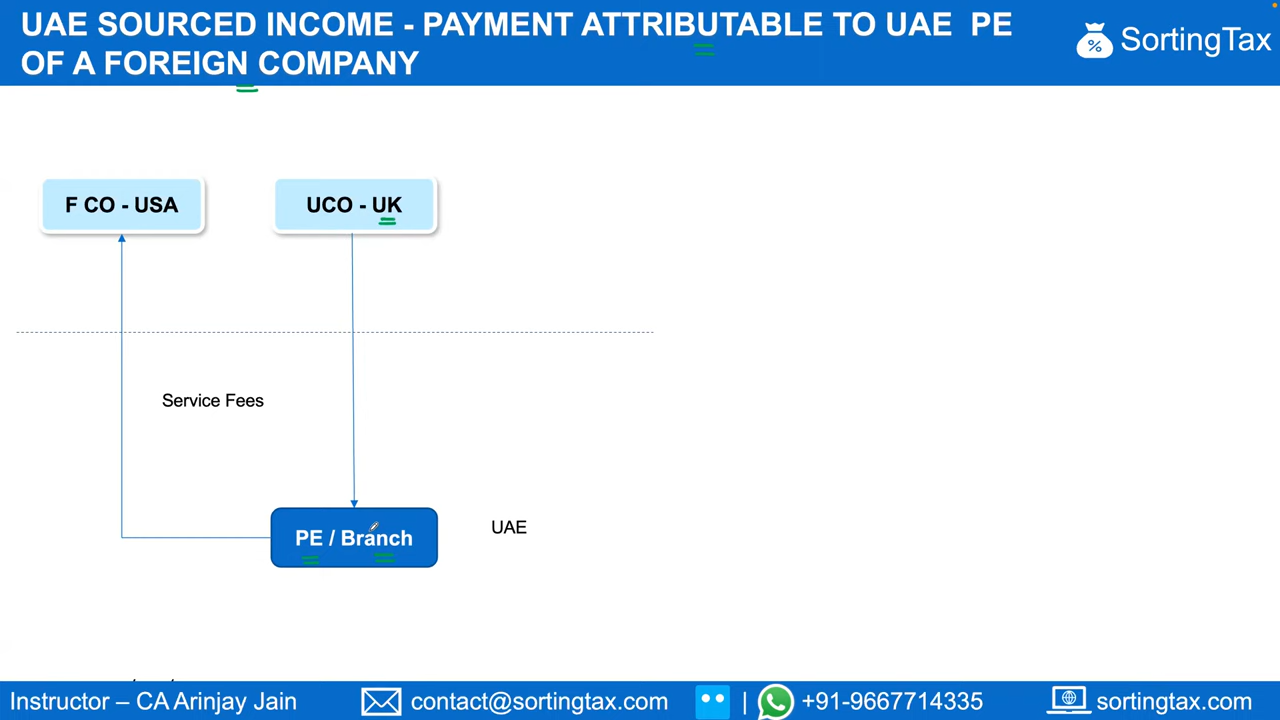 UAE SOURCED INCOME - PAYMENT ATTRIBUTABLE TO UAE PE
OF A FOREIGN COMPANY
SortingTax
F CO - USA
UCO - UK
Service Fees
PE / Branch
UAE
Instructor – CA Arinjay Jain
contact@sortingtax.com
|
+91-9667714335
sortingtax.com